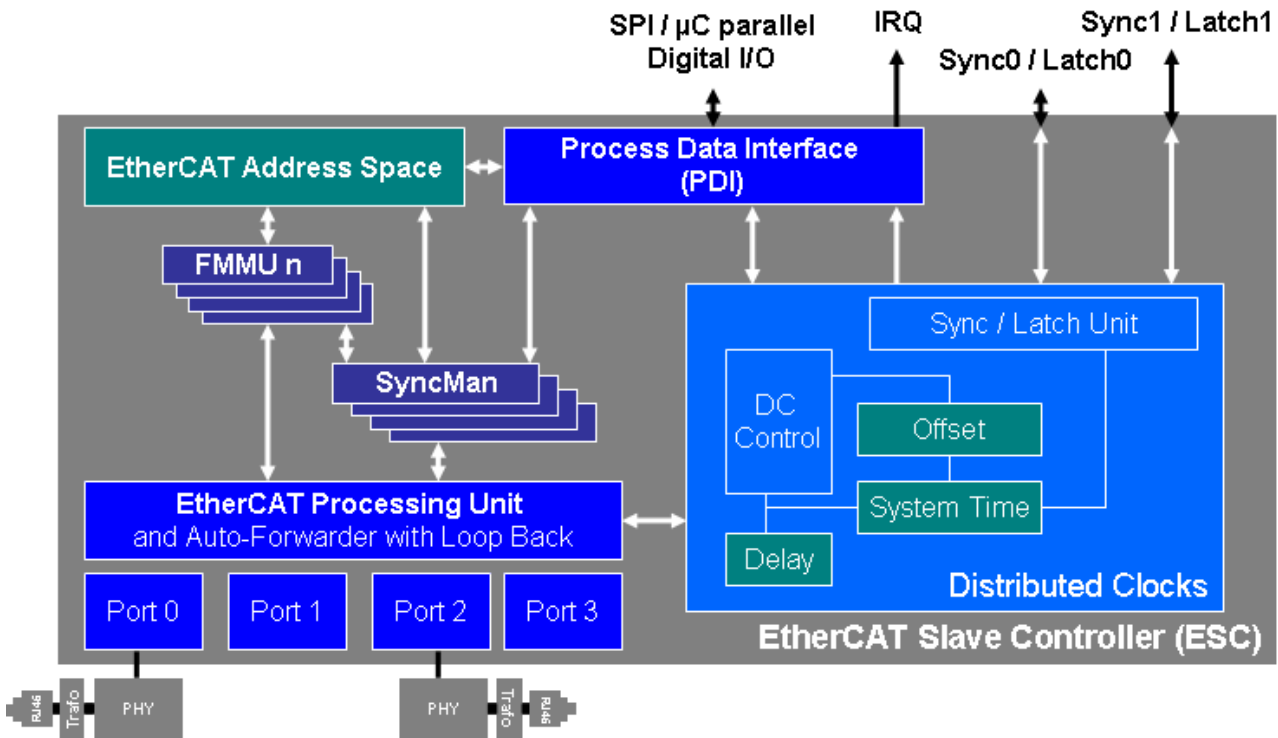 SPI / µC parallel
Digital I/O
IRQ
Sync1 / Latch1
Sync0 / Latch0
EtherCAT Address Space
Process Data Interface
(PDI)
FMMU n
SyncMan
Sync / Latch Unit
DC
Control
Offset
System Time
Delay
EtherCAT Processing Unit
and Auto-Forwarder with Loop Back
Distributed Clocks
Port 0
Port 1
Port 2
Port 3
EtherCAT Slave Controller (ESC)
RJ46
Trafo
PHY
PHY
Trafo
RJ46